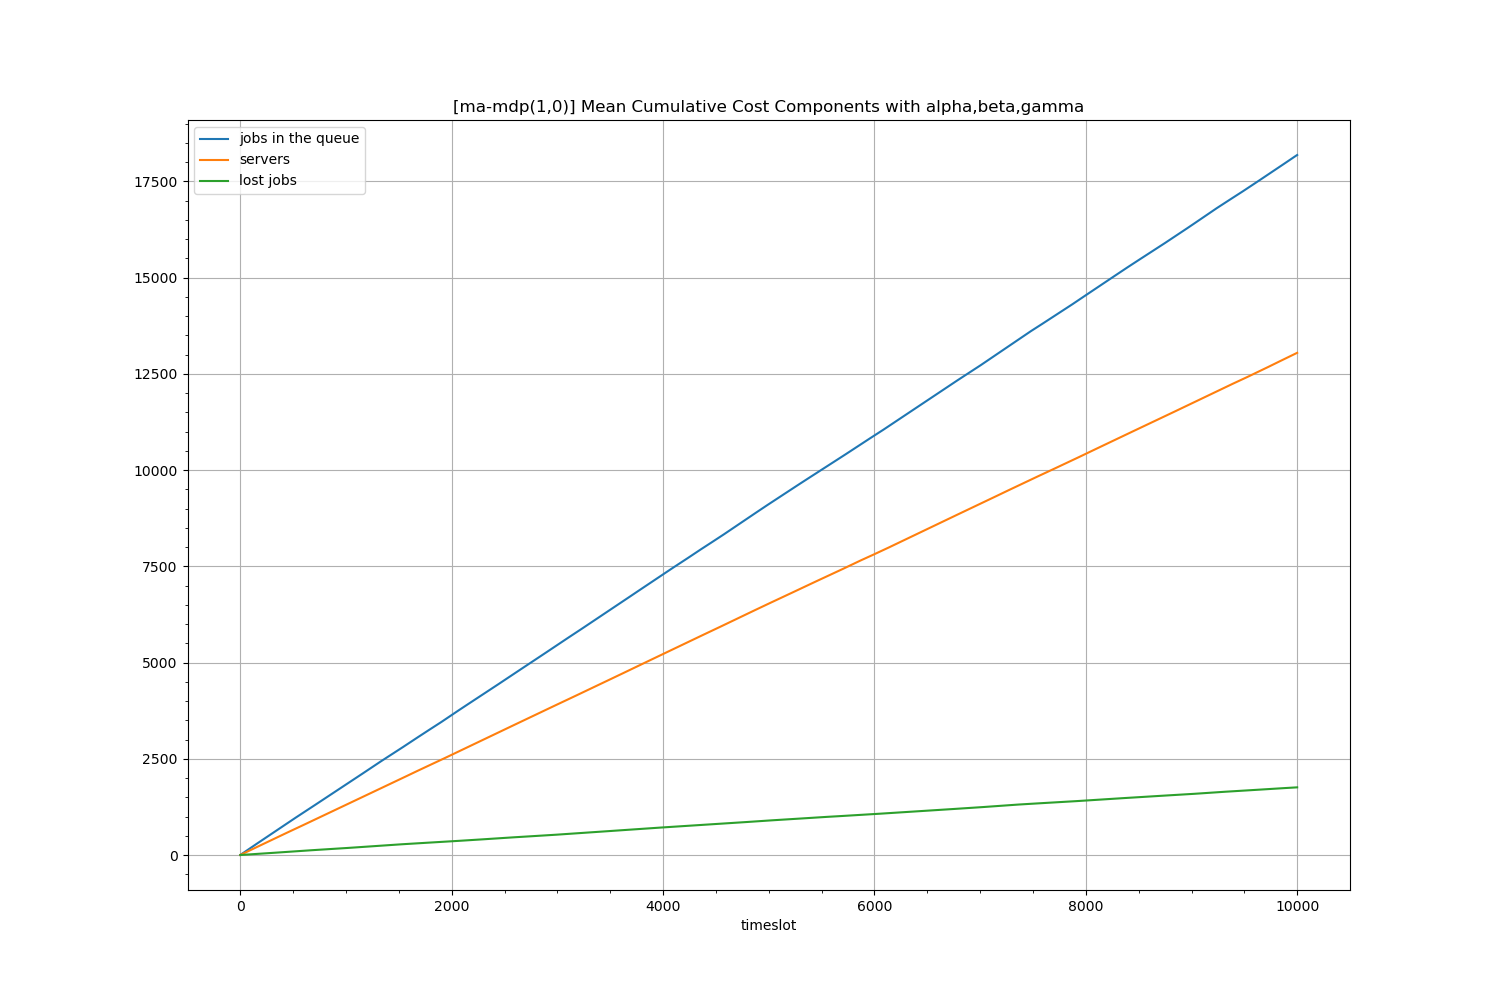 [ma-mdp(1,0)] Mean Cumulative Cost Components with alpha,beta,gamma
jobs in the queue
servers
lost jobs
17500
15000
12500
10000
7500
5000
2500
0
0 2000 4000 6000 8000 10000
timeslot